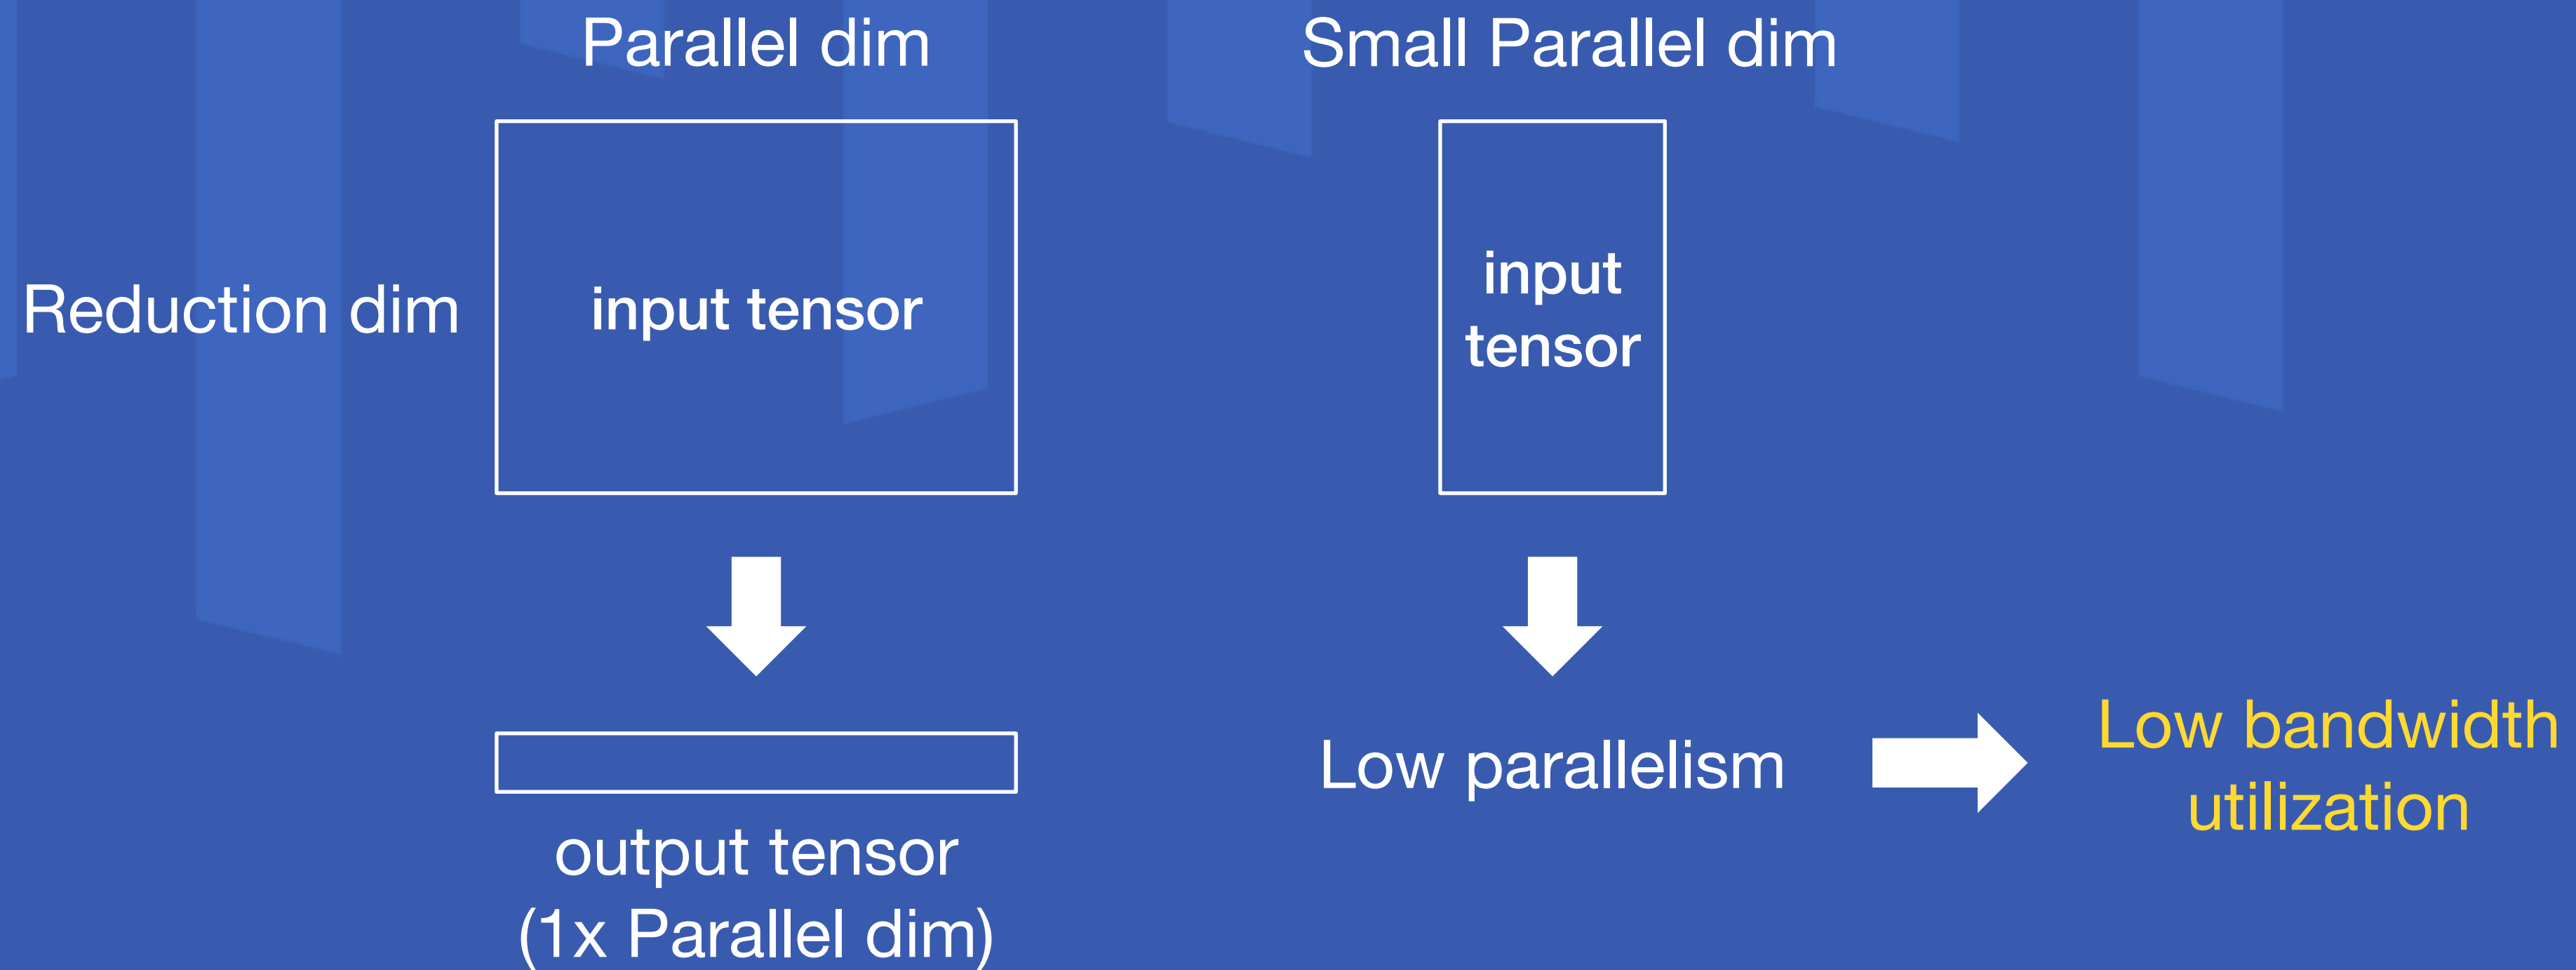 Parallel dim
Small Parallel dim
Reduction dim
input tensor
input
tensor
output tensor
(1x Parallel dim)
Low parallelism
Low bandwidth
utilization